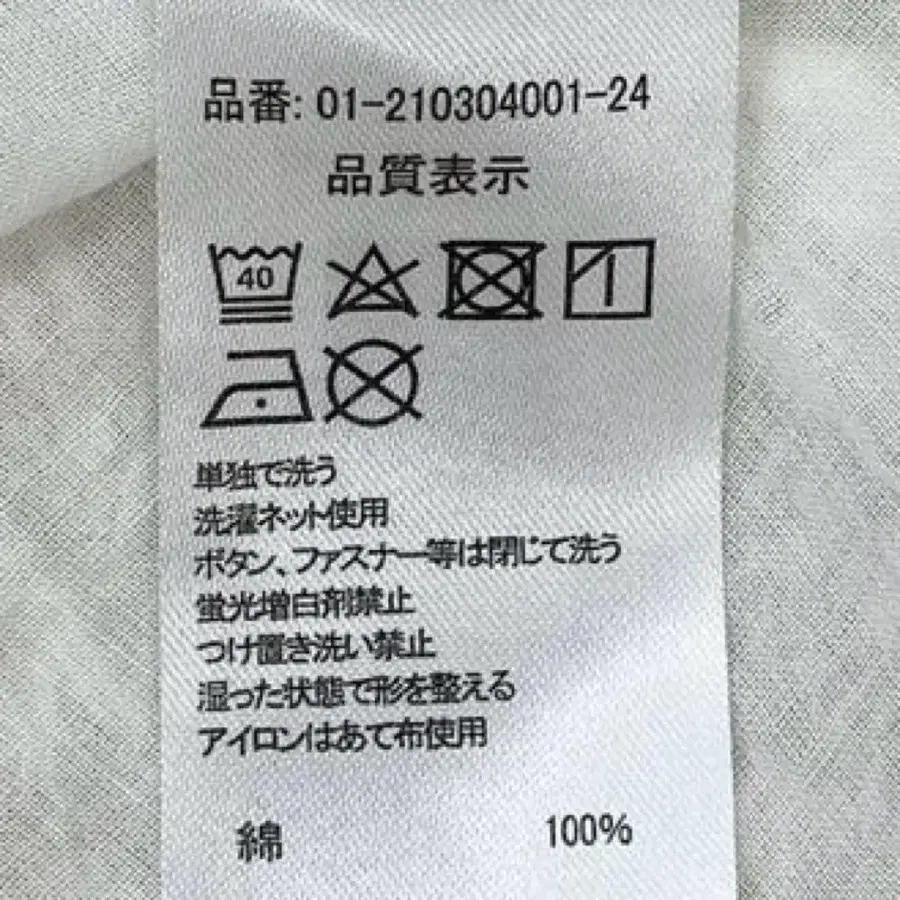 品番: 01-210304001-24
品質表示
40
単独で洗う
洗濯ネット使用
ボタン、ファスナー等は閉じて洗う
蛍光増白剤禁止
つけ置き洗い禁止
湿った状態で形を整える
アイロンはあて布使用
綿 100%